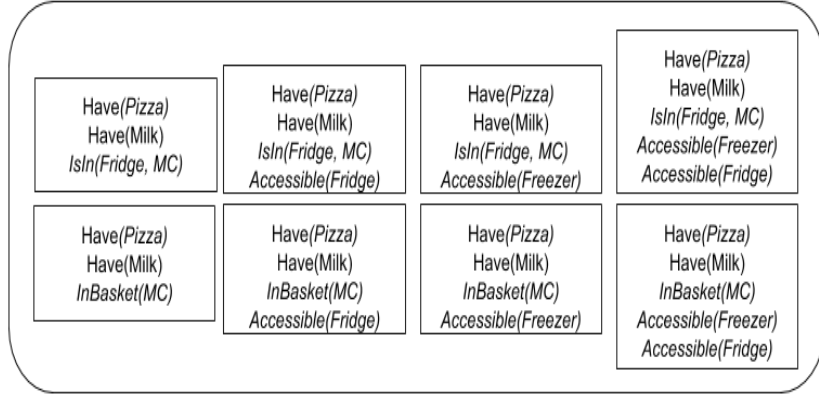 Have(Pizza)
Have(Milk)
IsIn(Fridge, MC)
Have(Pizza)
Have(Milk)
IsIn(Fridge, MC)
Accessible(Fridge)
Have(Pizza)
Have(Milk)
IsIn(Fridge, MC)
Accessible(Freezer)
Have(Pizza)
Have(Milk)
IsIn(Fridge, MC)
Accessible(Freezer)
Accessible(Fridge)
Have(Pizza)
Have(Milk)
InBasket(MC)
Have(Pizza)
Have(Milk)
InBasket(MC)
Accessible(Fridge)
Have(Pizza)
Have(Milk)
InBasket(MC)
Accessible(Freezer)
Have(Pizza)
Have(Milk)
InBasket(MC)
Accessible(Freezer)
Accessible(Fridge)